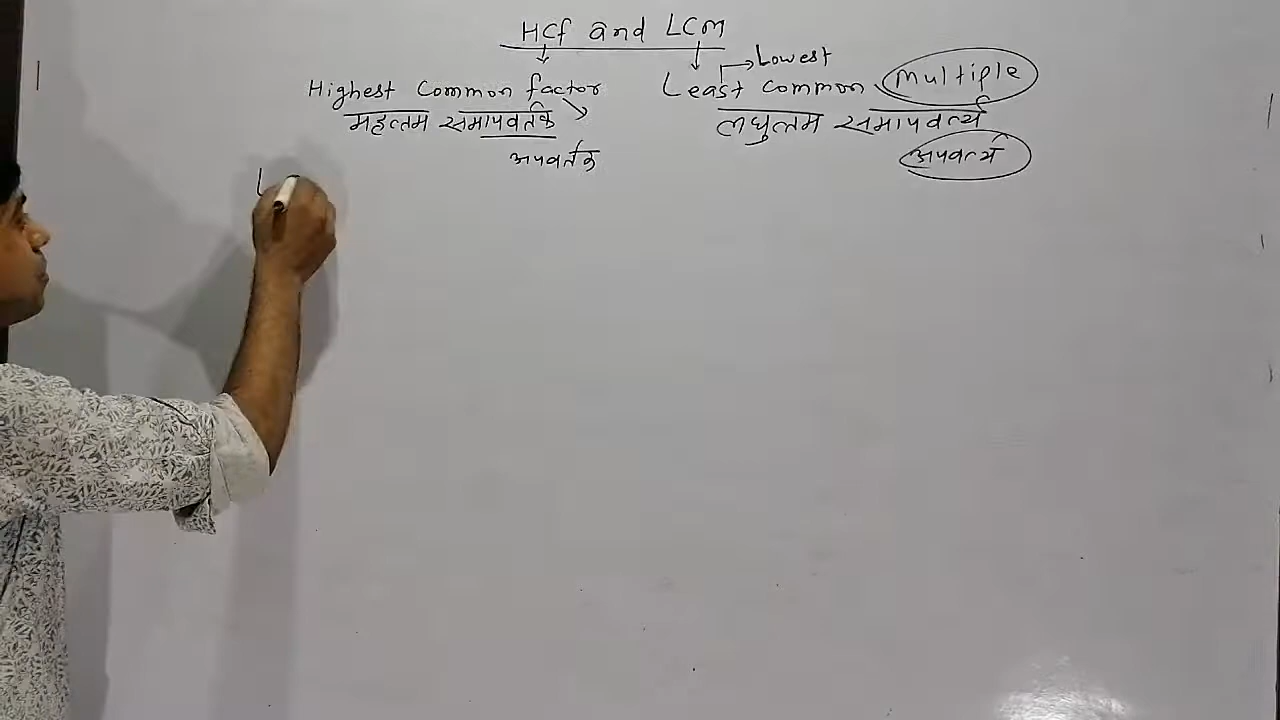 HCf and LCM
Lowest
Highest Common factor Least common Multiple
महत्तम समापवर्तक लघुत्तम समापवर्त्य
अपवर्तक अपवर्त्य